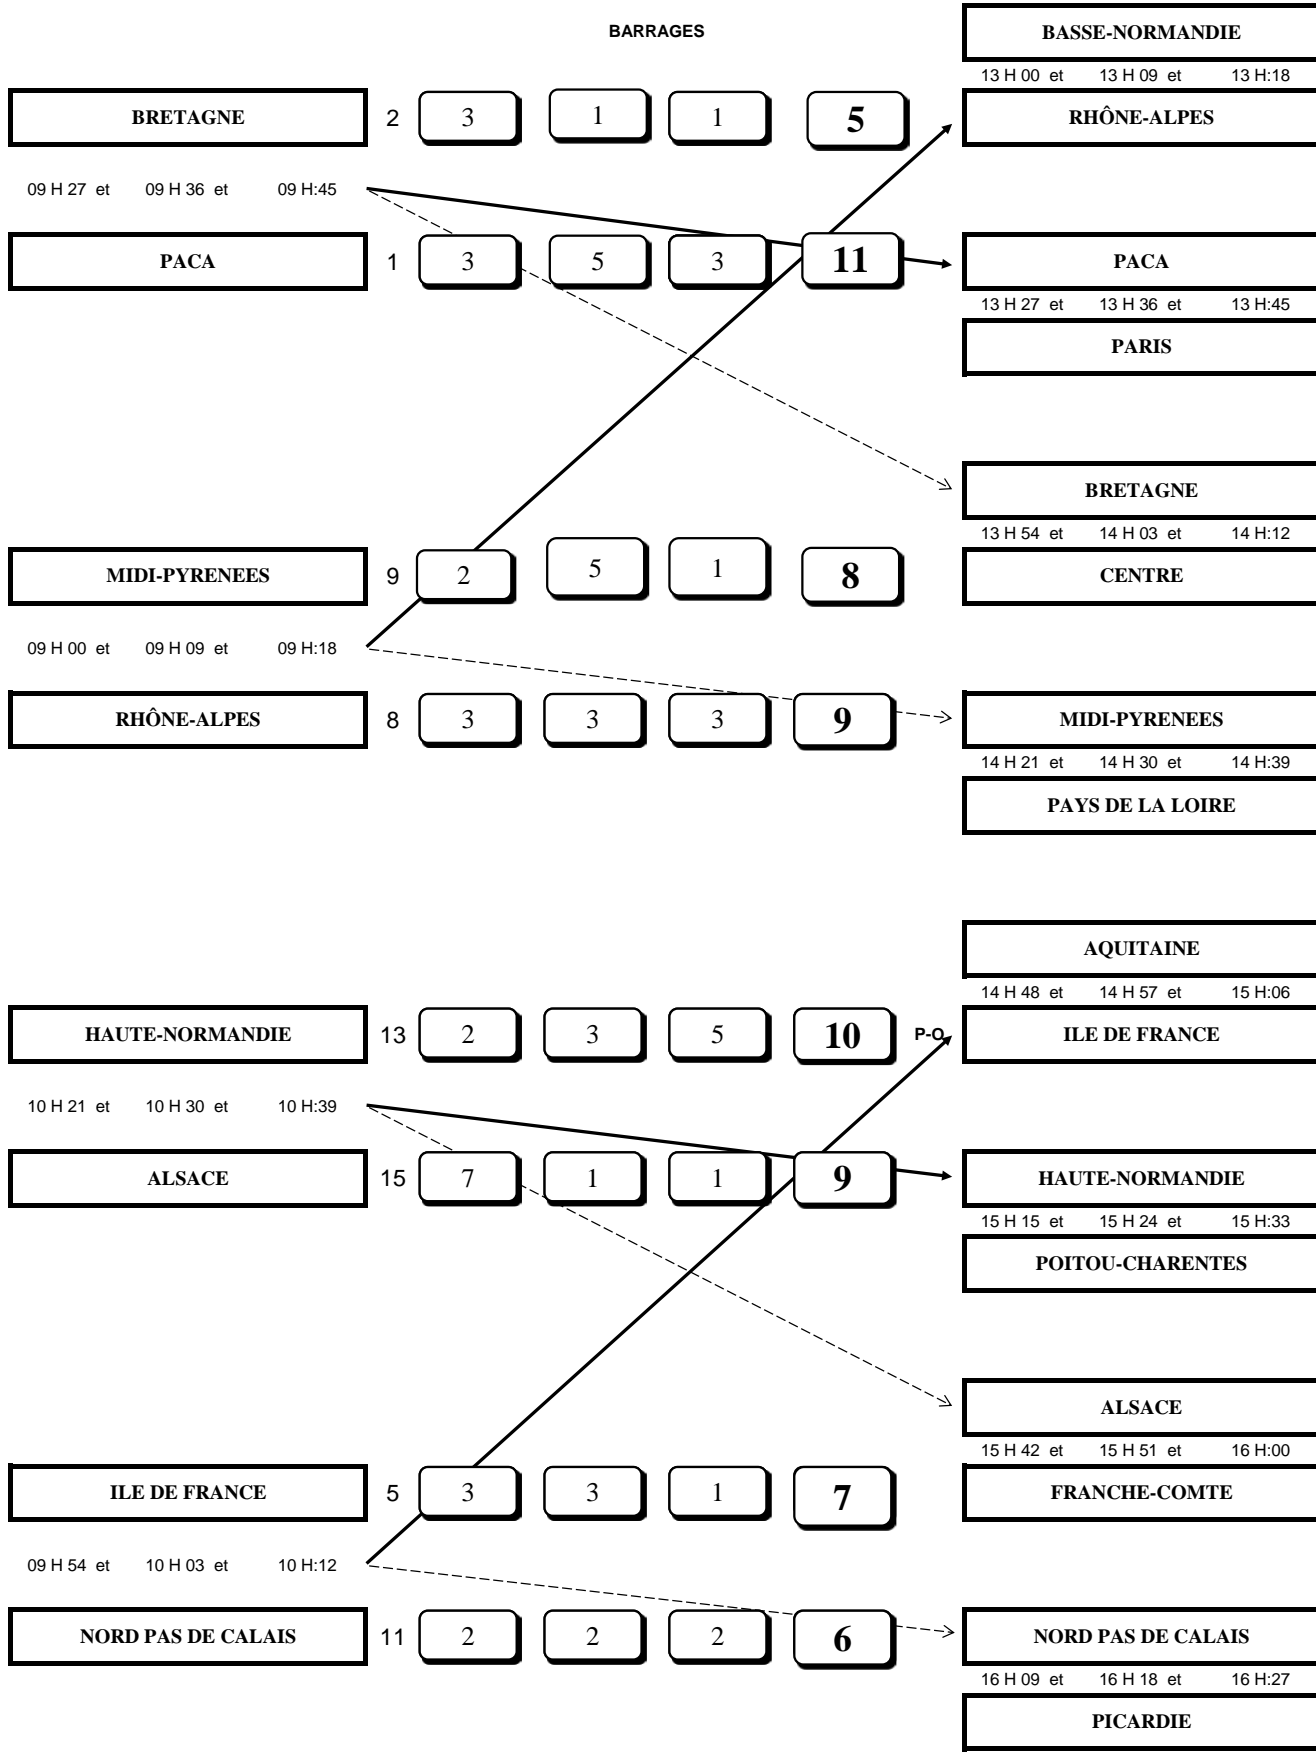 BARRAGES
BASSE-NORMANDIE
13 H 00 et 13 H 09 et 13 H:18
BRETAGNE 2 3 1 1 5 RHÔNE-ALPES
09 H 27 et 09 H 36 et 09 H:45
PACA 1 3 5 3 11 PACA
13 H 27 et 13 H 36 et 13 H:45
PARIS
BRETAGNE
13 H 54 et 14 H 03 et 14 H:12
MIDI-PYRENEES 9 2 5 1 8 CENTRE
09 H 00 et 09 H 09 et 09 H:18
RHÔNE-ALPES 8 3 3 3 9 MIDI-PYRENEES
14 H 21 et 14 H 30 et 14 H:39
PAYS DE LA LOIRE
AQUITAINE
14 H 48 et 14 H 57 et 15 H:06
HAUTE-NORMANDIE 13 2 3 5 10 P-O ILE DE FRANCE
10 H 21 et 10 H 30 et 10 H:39
ALSACE 15 7 1 1 9 HAUTE-NORMANDIE
15 H 15 et 15 H 24 et 15 H:33
POITOU-CHARENTES
ALSACE
15 H 42 et 15 H 51 et 16 H:00
ILE DE FRANCE 5 3 3 1 7 FRANCHE-COMTE
09 H 54 et 10 H 03 et 10 H:12
NORD PAS DE CALAIS 11 2 2 2 6 NORD PAS DE CALAIS
16 H 09 et 16 H 18 et 16 H:27
PICARDIE